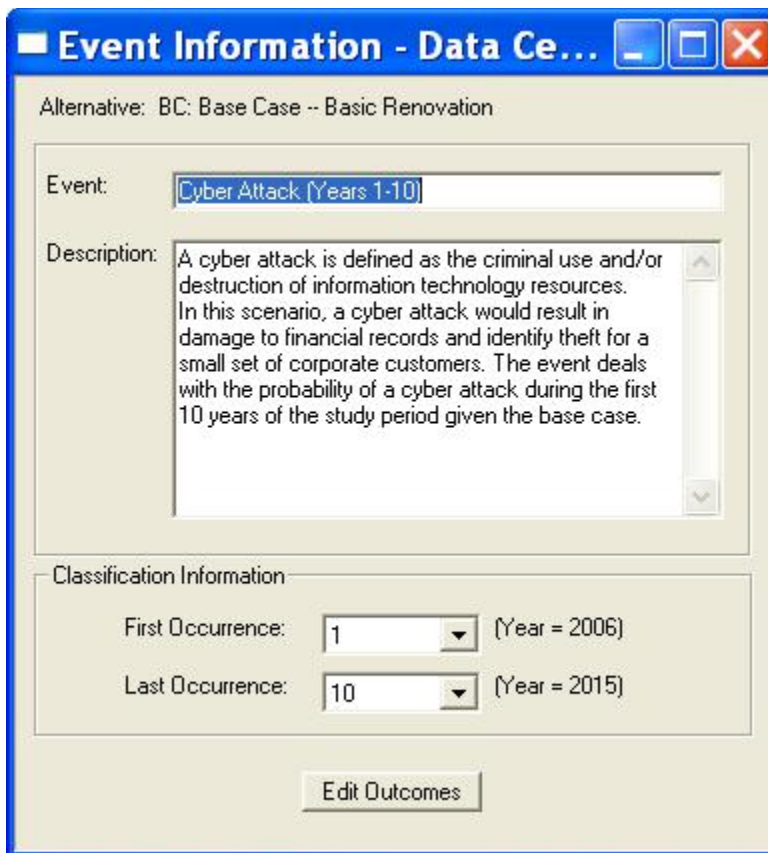 Event Information - Data Ce...
Alternative: BC: Base Case -- Basic Renovation
Event: Cyber Attack (Years 1-10)
Description: A cyber attack is defined as the criminal use and/or
destruction of information technology resources.
In this scenario, a cyber attack would result in
damage to financial records and identify theft for a
small set of corporate customers. The event deals
with the probability of a cyber attack during the first
10 years of the study period given the base case.
Classification Information
First Occurrence: 1 (Year = 2006)
Last Occurrence: 10 (Year = 2015)
Edit Outcomes